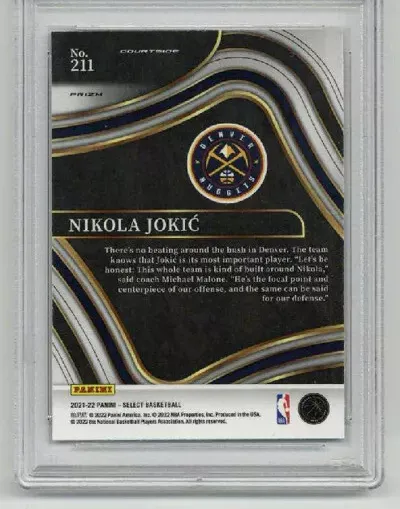 No.
211
COURTSIDE
PRIZM
DENVER
NUGGETS
NIKOLA JOKIĆ
There's no beating around the bush in Denver. The team
knows that Jokić is its most important player. "Let's be
honest: This whole team is kind of built around Nikola,"
said coach Michael Malone. "He's the focal point and
centerpiece of our offense, and the same can be said
for our defense."
PANINI
2021-22 PANINI – SELECT BASKETBALL
© 2022 Panini America, Inc. © 2022 NBA Properties, Inc. Produced in the USA.
© 2022 the National Basketball Players Association. All rights reserved.